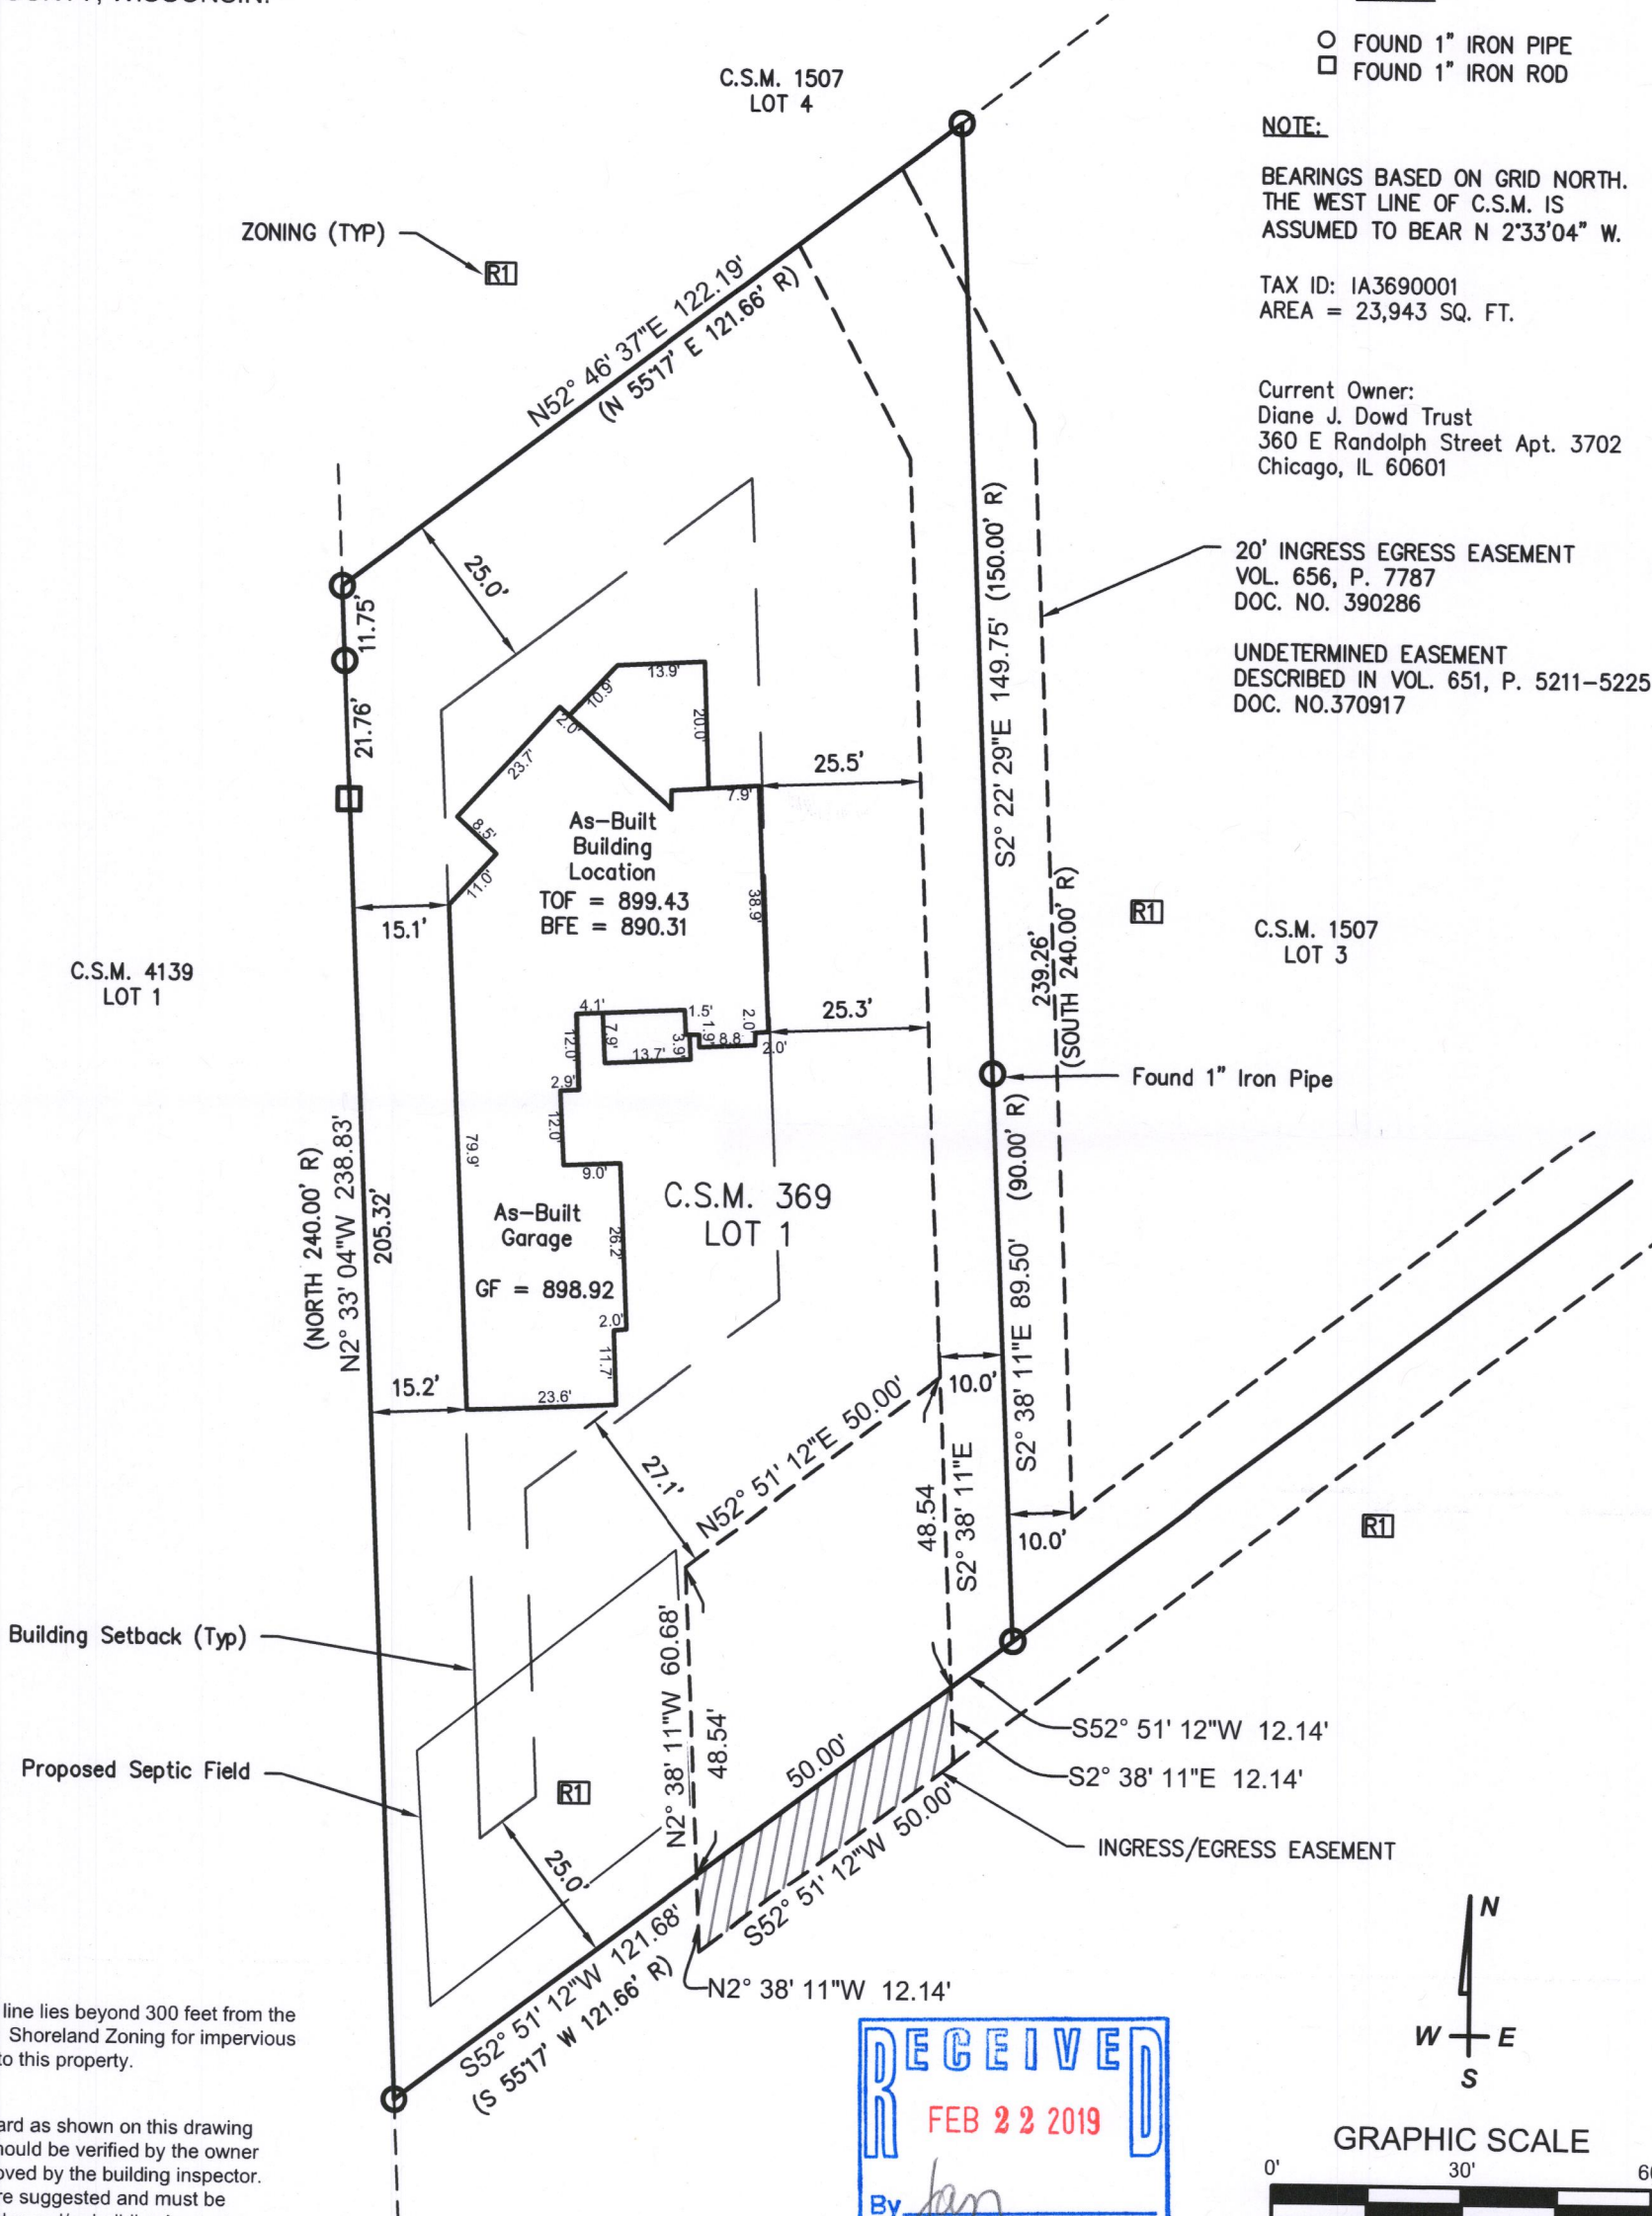 C.S.M. 1507
LOT 4
○ FOUND 1" IRON PIPE
□ FOUND 1" IRON ROD
NOTE:
BEARINGS BASED ON GRID NORTH.
THE WEST LINE OF C.S.M. IS
ASSUMED TO BEAR N 2°33'04" W.
TAX ID: IA3690001
AREA = 23,943 SQ. FT.
Current Owner:
Diane J. Dowd Trust
360 E Randolph Street Apt. 3702
Chicago, IL 60601
20' INGRESS EGRESS EASEMENT
VOL. 656, P. 7787
DOC. NO. 390286
UNDETERMINED EASEMENT
DESCRIBED IN VOL. 651, P. 5211-5225
DOC. NO.370917
ZONING (TYP)
R1
N52° 46' 37"E 122.19'
(N 55°17' E 121.66' R)
25.0'
11.75'
21.76'
13.9'
10.9'
2.0'
20.0'
23.7'
8.5'
11.0'
7.9'
25.5'
As-Built
Building
Location
TOF = 899.43
BFE = 890.31
38.9'
15.1'
S2° 22' 29"E 149.75' (150.00' R)
239.26'
(SOUTH 240.00' R)
R1
C.S.M. 1507
LOT 3
C.S.M. 4139
LOT 1
4.1'
1.5'
2.0'
25.3'
12.0'
7.9'
13.7'
3.9'
1.9'
8.8'
2.0'
2.9'
12.0'
9.0'
Found 1" Iron Pipe
(NORTH 240.00' R)
N2° 33' 04"W 238.83'
205.32'
79.9'
C.S.M. 369
LOT 1
As-Built
Garage
GF = 898.92
26.2'
2.0'
11.7'
23.6'
15.2'
S2° 38' 11"E 89.50' (90.00' R)
10.0'
N52° 51' 12"E 50.00'
27.1'
48.54
S2° 38' 11"E
10.0'
R1
Building Setback (Typ)
N2° 38' 11"W 60.68'
48.54'
Proposed Septic Field
R1
50.00'
S52° 51' 12"W 50.00'
S52° 51' 12"W 12.14'
S2° 38' 11"E 12.14'
INGRESS/EGRESS EASEMENT
25.0'
S52° 51' 12"W 121.68'
(S 55°17' W 121.66' R)
N2° 38' 11"W 12.14'
line lies beyond 300 feet from the
Shoreland Zoning for impervious
to this property.
ard as shown on this drawing
hould be verified by the owner
oved by the building inspector.
re suggested and must be
RECEIVED
FEB 22 2019
By
N
W E
S
GRAPHIC SCALE
0' 30' 60